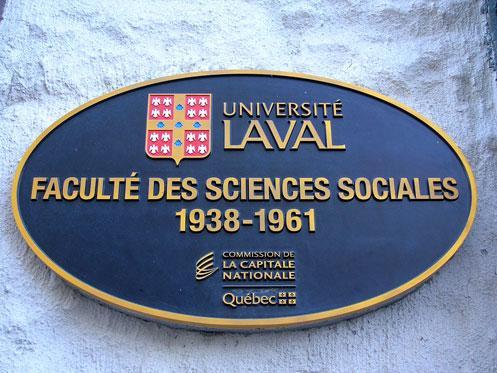 UNIVERSITÉ
LAVAL
FACULTÉ DES SCIENCES SOCIALES
1938-1961
COMMISSION DE
LA CAPITALE
NATIONALE
Québec